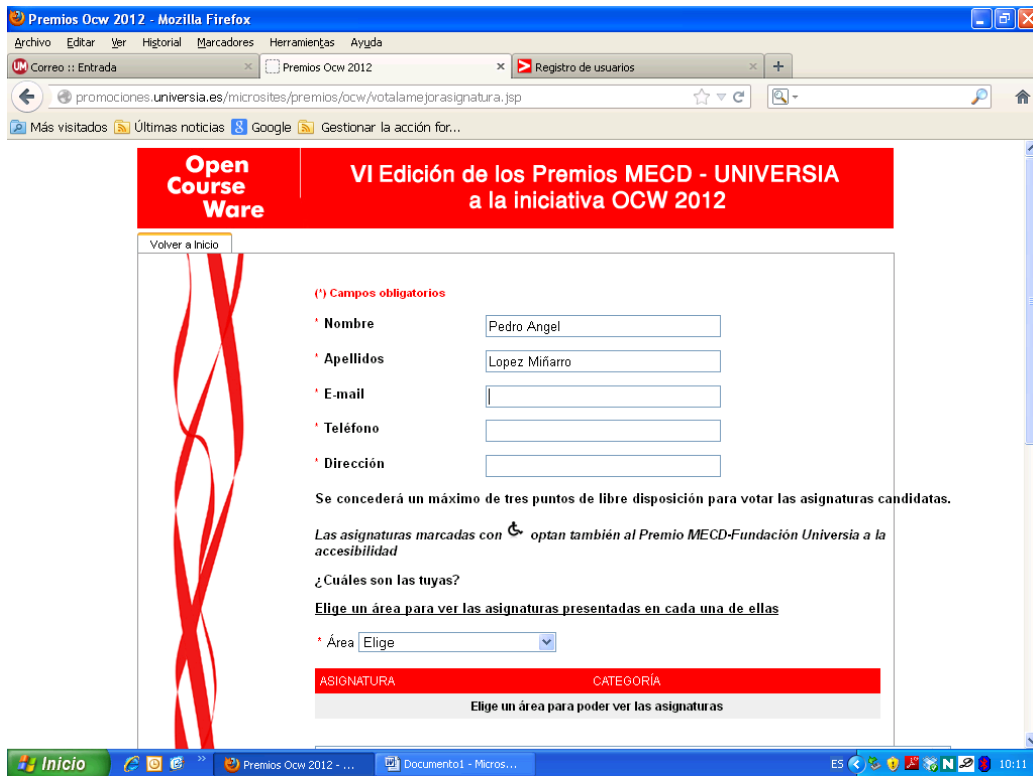 Premios Ocw 2012 - Mozilla Firefox
Archivo Editar Ver Historial Marcadores Herramientas Ayuda
Correo :: Entrada × Premios Ocw 2012 × Registro de usuarios × +
promociones.universia.es/microsites/premios/ocw/votalamejorasignatura.jsp
Más visitados Últimas noticias Google Gestionar la acción for...
Open
Course
Ware
VI Edición de los Premios MECD - UNIVERSIA
a la iniciativa OCW 2012
Volver a Inicio
(*) Campos obligatorios
* Nombre Pedro Angel
* Apellidos Lopez Miñarro
* E-mail
* Teléfono
* Dirección
Se concederá un máximo de tres puntos de libre disposición para votar las asignaturas candidatas.
Las asignaturas marcadas con optan también al Premio MECD-Fundación Universia a la
accesibilidad
¿Cuáles son las tuyas?
Elige un área para ver las asignaturas presentadas en cada una de ellas
* Área Elige
ASIGNATURA CATEGORÍA
Elige un área para poder ver las asignaturas
Inicio » Premios Ocw 2012 - ... Documento1 - Micros... ES 10:11